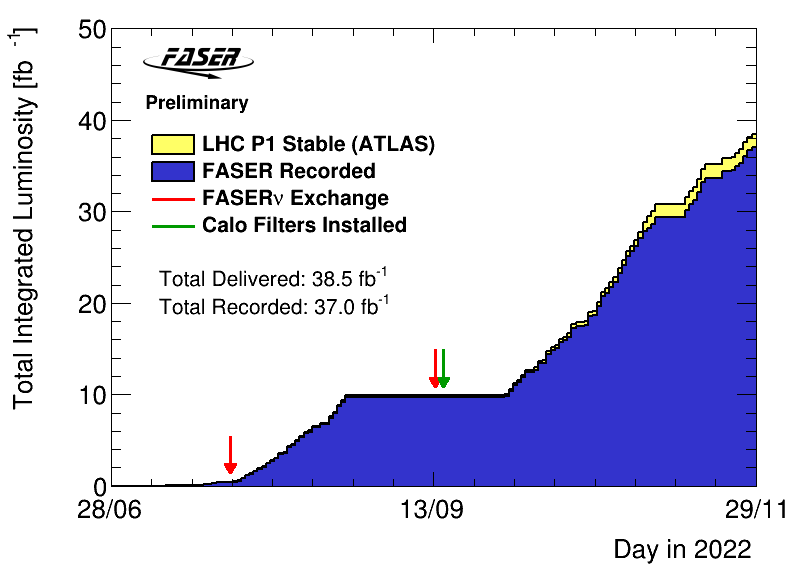 Total Integrated Luminosity [fb -1]
50
40
30
20
10
0
FASER
Preliminary
LHC P1 Stable (ATLAS)
FASER Recorded
FASERν Exchange
Calo Filters Installed
Total Delivered: 38.5 fb-1
Total Recorded: 37.0 fb-1
28/06
13/09
29/11
Day in 2022